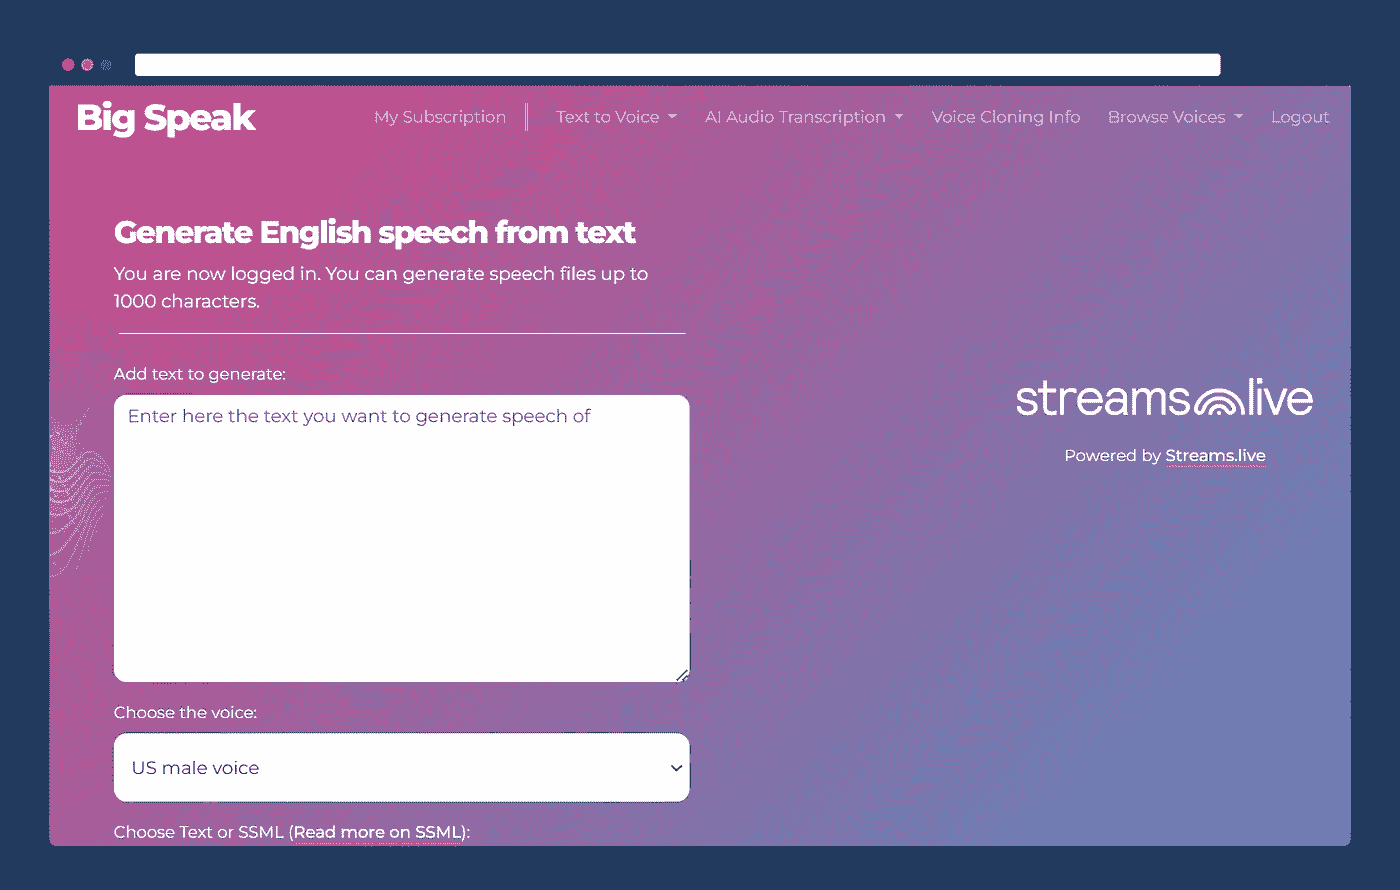 Big Speak
My Subscription
Text to Voice
AI Audio Transcription
Voice Cloning Info
Browse Voices
Logout
Generate English speech from text
You are now logged in. You can generate speech files up to
1000 characters.
Add text to generate:
Enter here the text you want to generate speech of
streams live
Powered by Streams.live
Choose the voice:
US male voice
Choose Text or SSML (Read more on SSML):